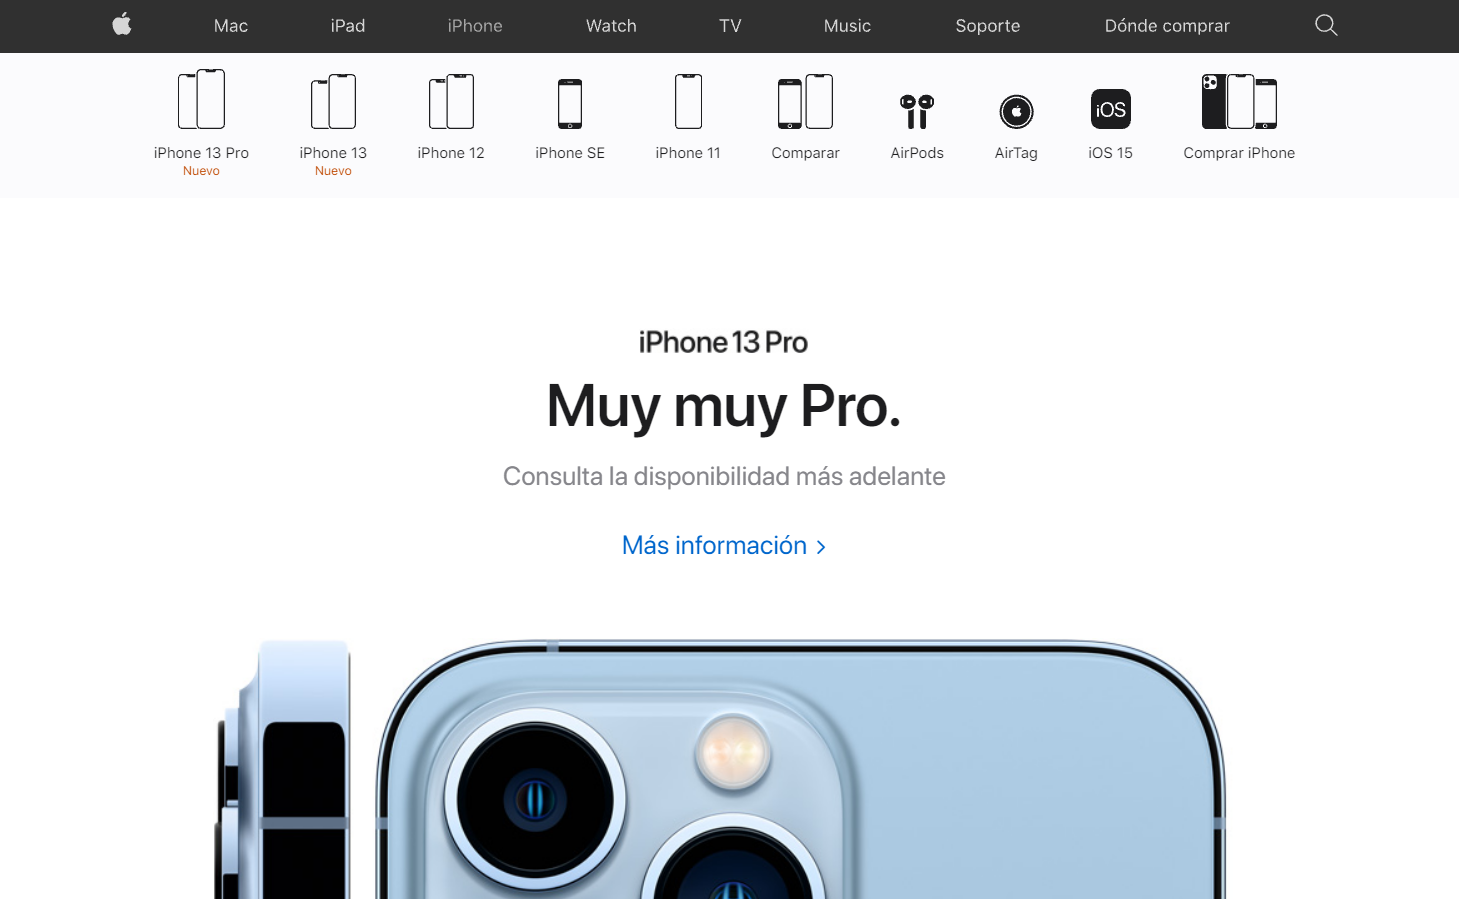 Mac iPad iPhone Watch TV Music Soporte Dónde comprar
iOS
iPhone 13 Pro iPhone 13 iPhone 12 iPhone SE iPhone 11 Comparar AirPods AirTag iOS 15 Comprar iPhone
Nuevo Nuevo
iPhone 13 Pro
Muy muy Pro.
Consulta la disponibilidad más adelante
Más información >